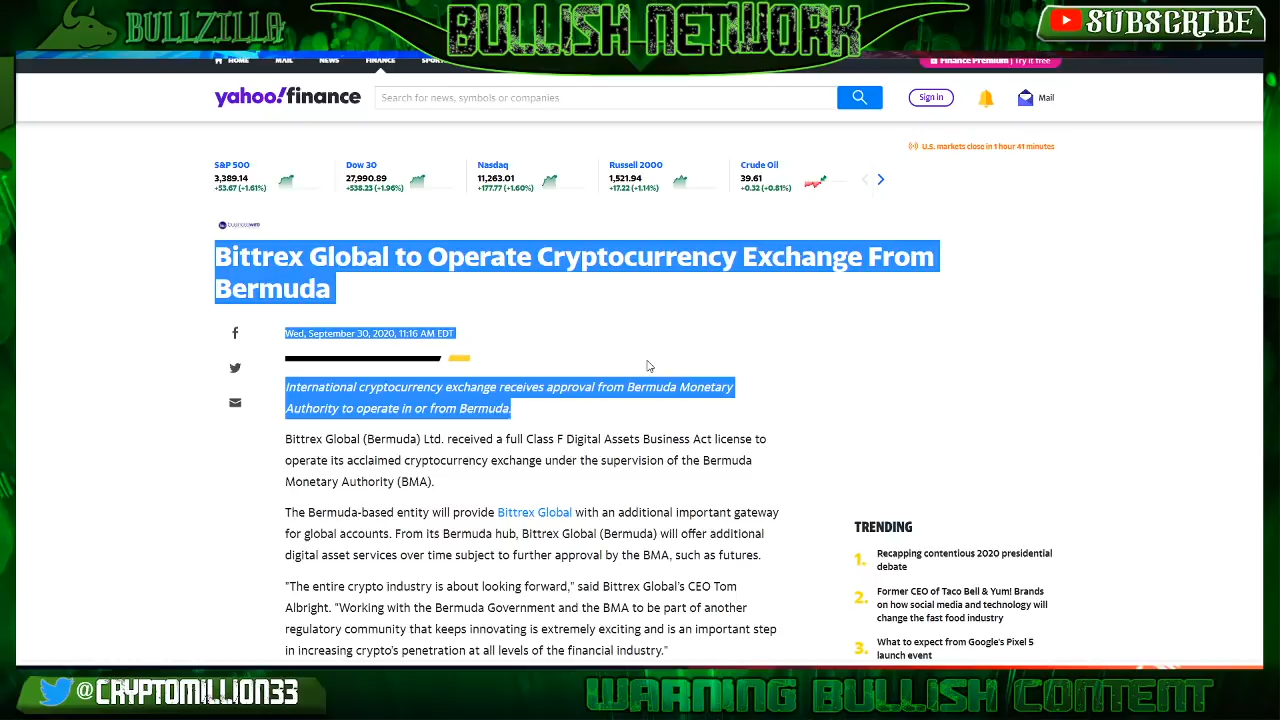 BULLZILLA
BULLISH NETWORK
SUBSCRIBE
HOME MAIL NEWS FINANCE
Finance Premium | Try it free
yahoo!finance
Search for news, symbols or companies
Sign in
Mail
U.S. markets close in 1 hour 41 minutes
S&P 500 Dow 30 Nasdaq Russell 2000 Crude Oil
3,389.14 27,990.89 11,263.01 1,521.94 39.61
+53.67 (+1.61%) +538.23 (+1.96%) +177.77 (+1.60%) +17.22 (+1.14%) +0.32 (+0.81%)
businesswire
Bittrex Global to Operate Cryptocurrency Exchange From
Bermuda
Wed, September 30, 2020, 11:16 AM EDT
International cryptocurrency exchange receives approval from Bermuda Monetary
Authority to operate in or from Bermuda.
Bittrex Global (Bermuda) Ltd. received a full Class F Digital Assets Business Act license to
operate its acclaimed cryptocurrency exchange under the supervision of the Bermuda
Monetary Authority (BMA).
The Bermuda-based entity will provide Bittrex Global with an additional important gateway
for global accounts. From its Bermuda hub, Bittrex Global (Bermuda) will offer additional
digital asset services over time subject to further approval by the BMA, such as futures.
"The entire crypto industry is about looking forward," said Bittrex Global's CEO Tom
Albright. "Working with the Bermuda Government and the BMA to be part of another
regulatory community that keeps innovating is extremely exciting and is an important step
in increasing crypto's penetration at all levels of the financial industry."
TRENDING
1. Recapping contentious 2020 presidential
debate
2. Former CEO of Taco Bell & Yum! Brands
on how social media and technology will
change the fast food industry
3. What to expect from Google's Pixel 5
launch event
@CRYPTOMILLION33
WARNING BULLISH CONTENT